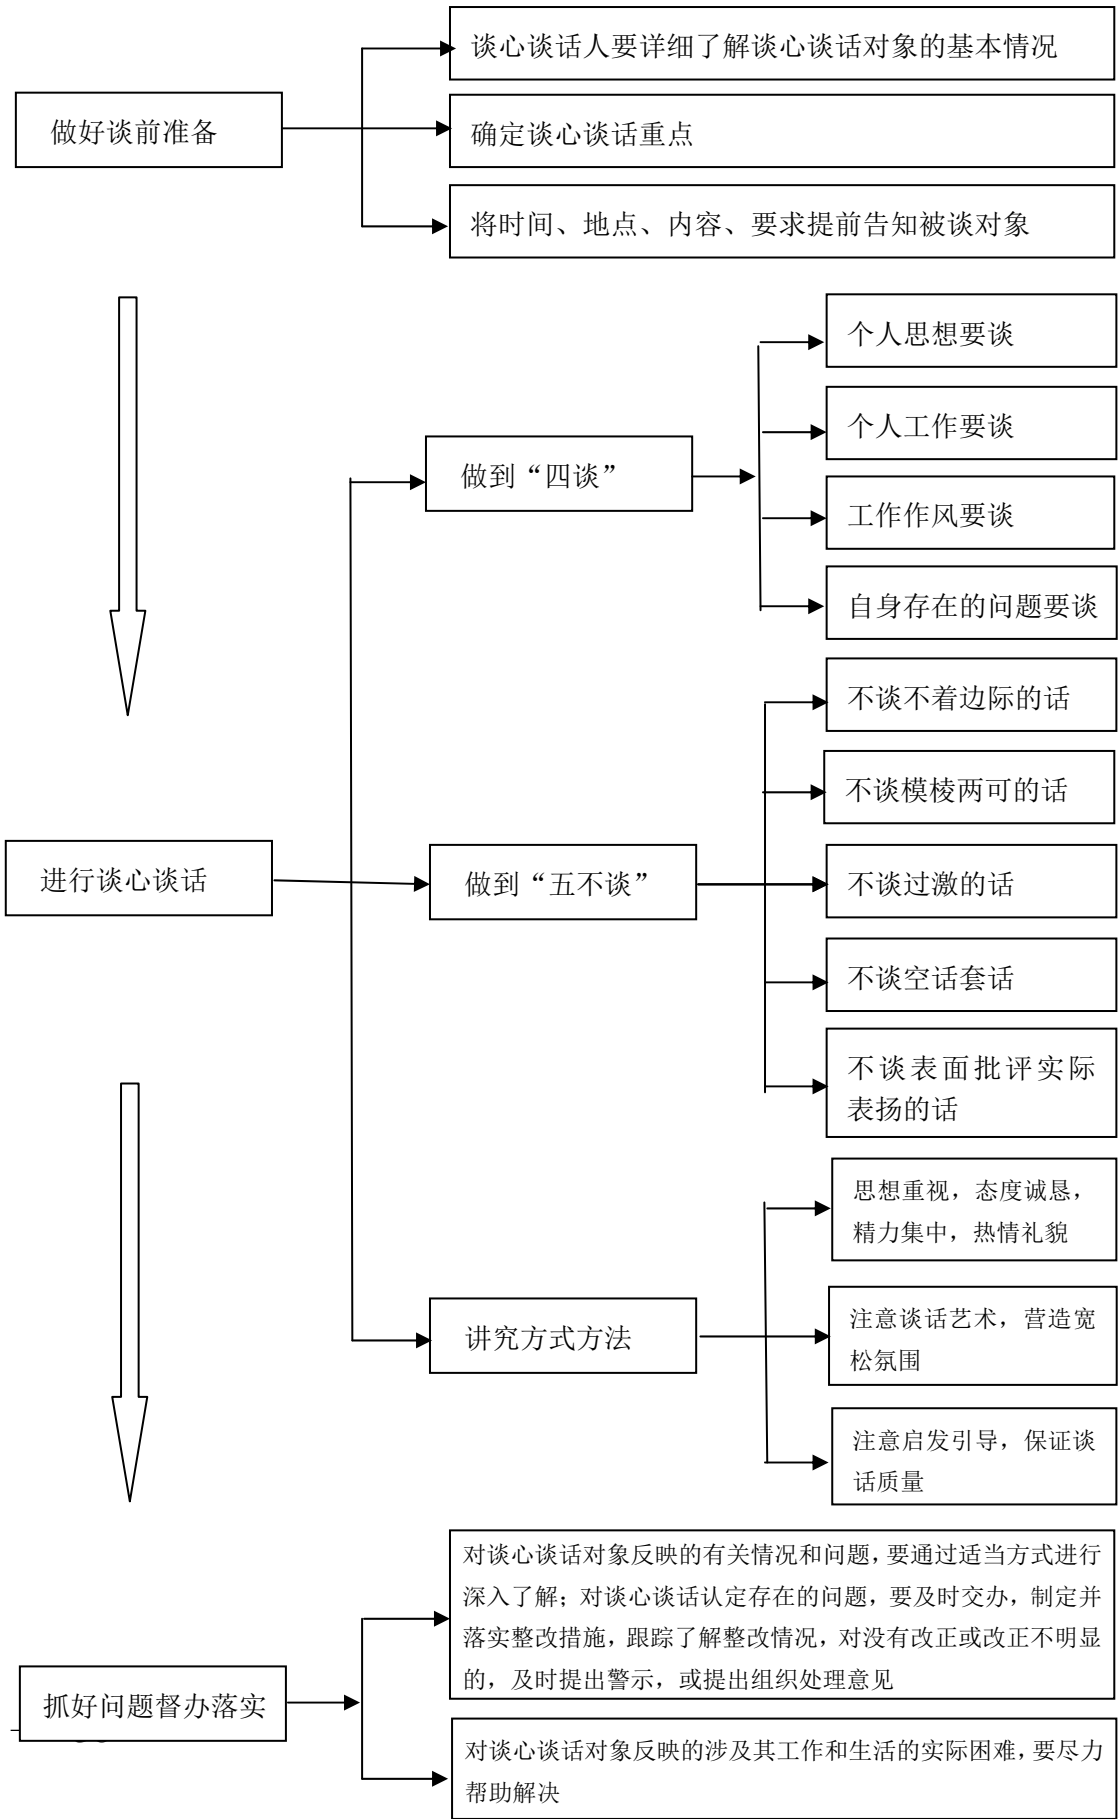 谈心谈话人要详细了解谈心谈话对象的基本情况
做好谈前准备
确定谈心谈话重点
将时间、地点、内容、要求提前告知被谈对象
个人思想要谈
个人工作要谈
做到“四谈”
工作作风要谈
自身存在的问题要谈
不谈不着边际的话
不谈模棱两可的话
进行谈心谈话
做到“五不谈”
不谈过激的话
不谈空话套话
不谈表面批评实际
表扬的话
思想重视，态度诚恳，
精力集中，热情礼貌
讲究方式方法
注意谈话艺术，营造宽
松氛围
注意启发引导，保证谈
话质量
对谈心谈话对象反映的有关情况和问题，要通过适当方式进行
深入了解；对谈心谈话认定存在的问题，要及时交办，制定并
落实整改措施，跟踪了解整改情况，对没有改正或改正不明显
的，及时提出警示，或提出组织处理意见
抓好问题督办落实
对谈心谈话对象反映的涉及其工作和生活的实际困难，要尽力
帮助解决